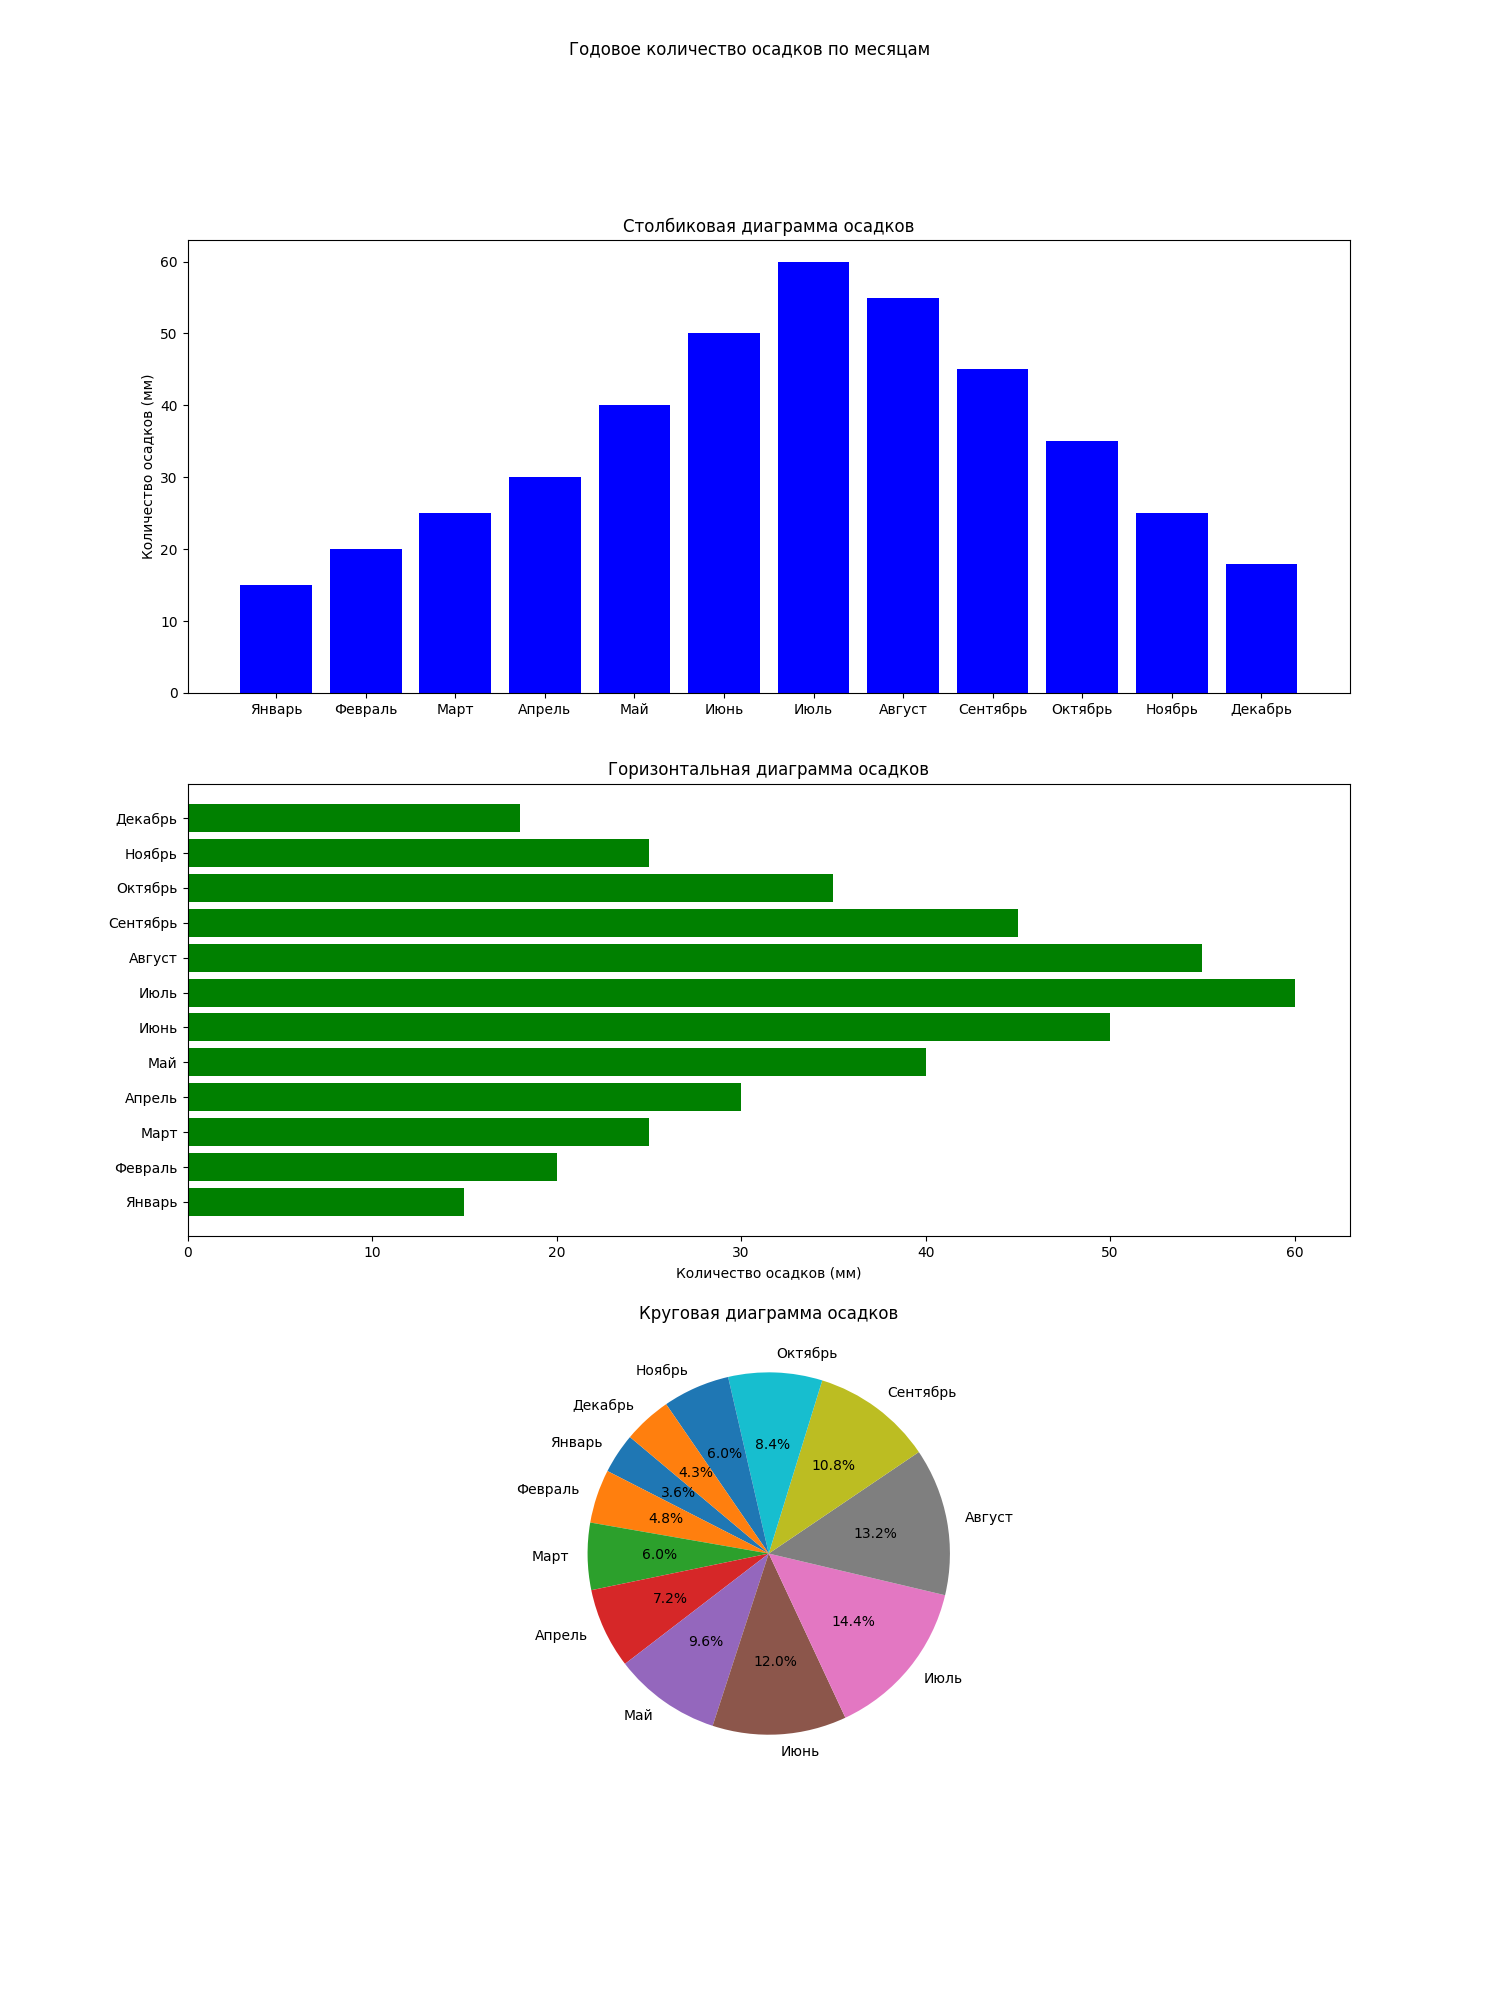 Годовое количество осадков по месяцам
Столбиковая диаграмма осадков
Количество осадков (мм)
60
50
40
30
20
10
0
Январь Февраль Март Апрель Май Июнь Июль Август Сентябрь Октябрь Ноябрь Декабрь
Горизонтальная диаграмма осадков
Декабрь
Ноябрь
Октябрь
Сентябрь
Август
Июль
Июнь
Май
Апрель
Март
Февраль
Январь
0 10 20 30 40 50 60
Количество осадков (мм)
Круговая диаграмма осадков
Октябрь
Ноябрь
Сентябрь
Декабрь
Январь
Февраль
Август
Март
Апрель
Июль
Май
Июнь
8.4%
6.0%
10.8%
4.3%
3.6%
4.8%
13.2%
6.0%
7.2%
14.4%
9.6%
12.0%